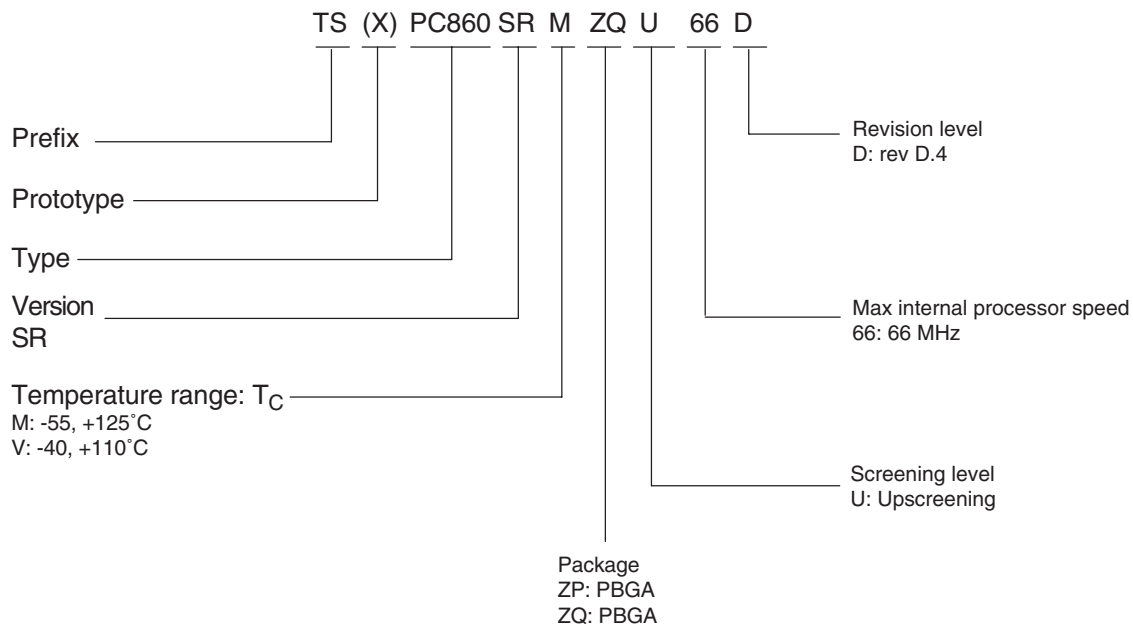 TS (X) PC860 SR M ZQ U 66 D
Prefix
Prototype
Type
Version
SR
Temperature range: TC
M: -55, +125˚C
V: -40, +110˚C
Revision level
D: rev D.4
Max internal processor speed
66: 66 MHz
Screening level
U: Upscreening
Package
ZP: PBGA
ZQ: PBGA